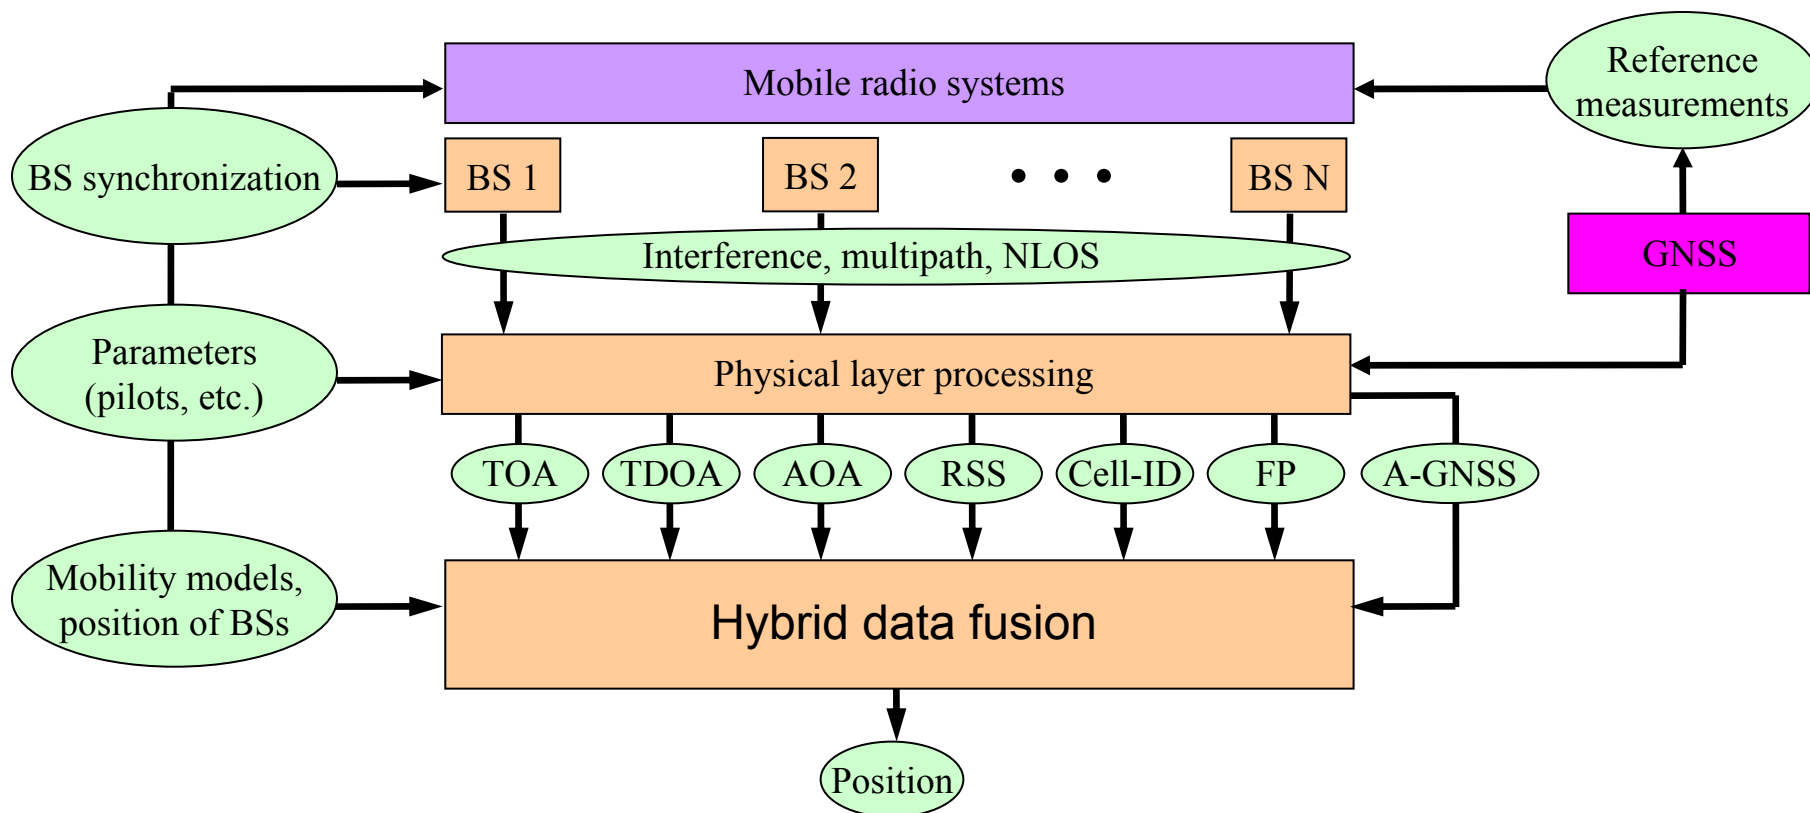 Mobile radio systems
Reference
measurements
BS synchronization
BS 1
BS 2
• • •
BS N
Interference, multipath, NLOS
GNSS
Parameters
(pilots, etc.)
Physical layer processing
TOA
TDOA
AOA
RSS
Cell-ID
FP
A-GNSS
Mobility models,
position of BSs
Hybrid data fusion
Position